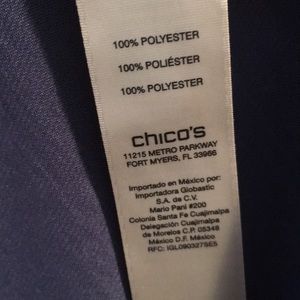 100% POLYESTER
100% POLIÉSTER
100% POLYESTER
chico's
11215 METRO PARKWAY
FORT MYERS, FL 33966
Importado en México por:
Importadora Globastic
S.A. de C.V.
Mario Pani #200
Colonia Santa Fe Cuajimalpa
Delegación Cuajimalpa
de Morelos C.P. 05348
México D.F. México
RFC: IGL090327SE5